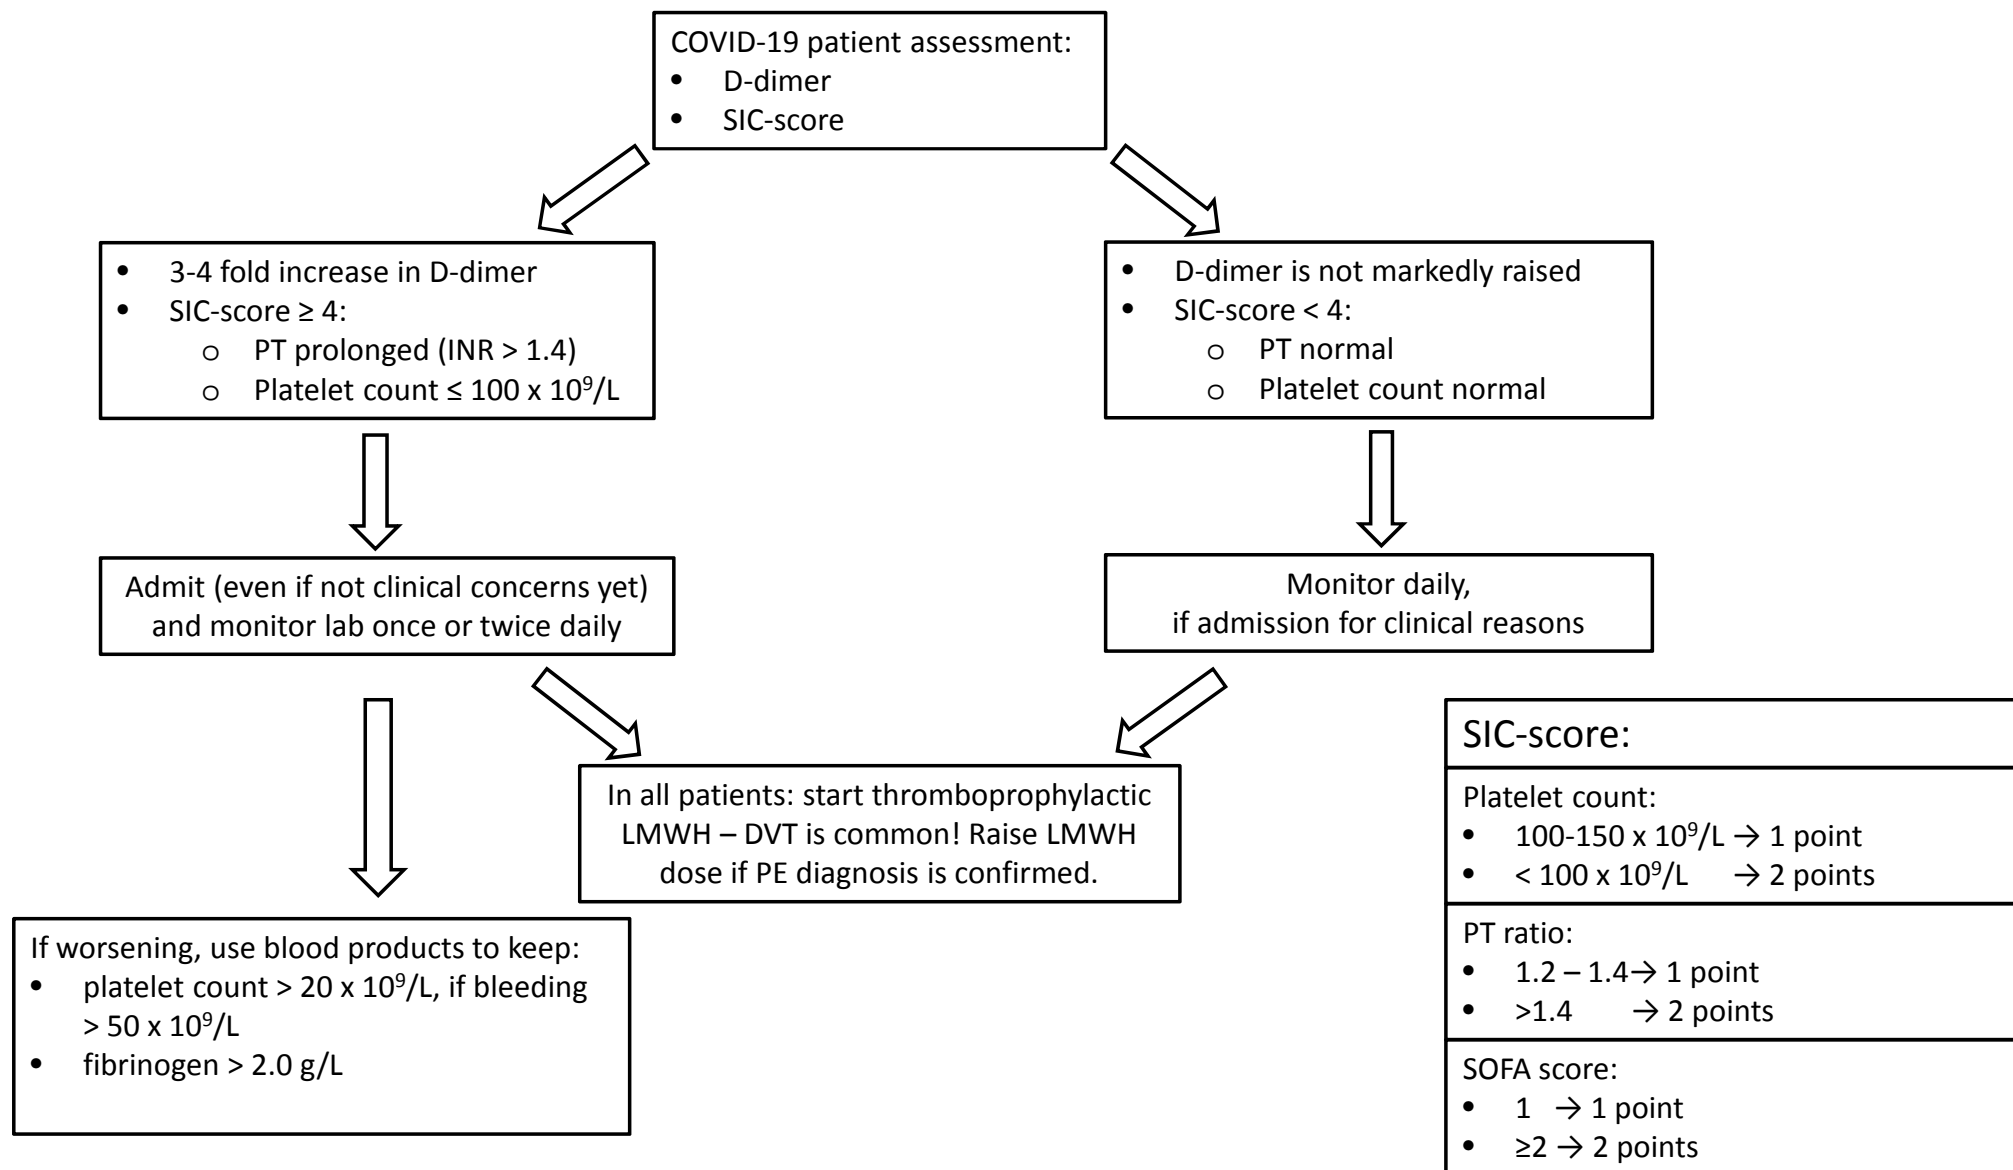 COVID-19 patient assessment:
• D-dimer
• SIC-score
• 3-4 fold increase in D-dimer
• SIC-score ≥ 4:
o PT prolonged (INR > 1.4)
o Platelet count ≤ 100 x 10⁹/L
• D-dimer is not markedly raised
• SIC-score < 4:
o PT normal
o Platelet count normal
Admit (even if not clinical concerns yet)
and monitor lab once or twice daily
Monitor daily,
if admission for clinical reasons
In all patients: start thromboprophylactic
LMWH – DVT is common! Raise LMWH
dose if PE diagnosis is confirmed.
If worsening, use blood products to keep:
• platelet count > 20 x 10⁹/L, if bleeding
> 50 x 10⁹/L
• fibrinogen > 2.0 g/L
SIC-score:
Platelet count:
• 100-150 x 10⁹/L → 1 point
• < 100 x 10⁹/L → 2 points
PT ratio:
• 1.2 – 1.4 → 1 point
• >1.4 → 2 points
SOFA score:
• 1 → 1 point
• ≥2 → 2 points